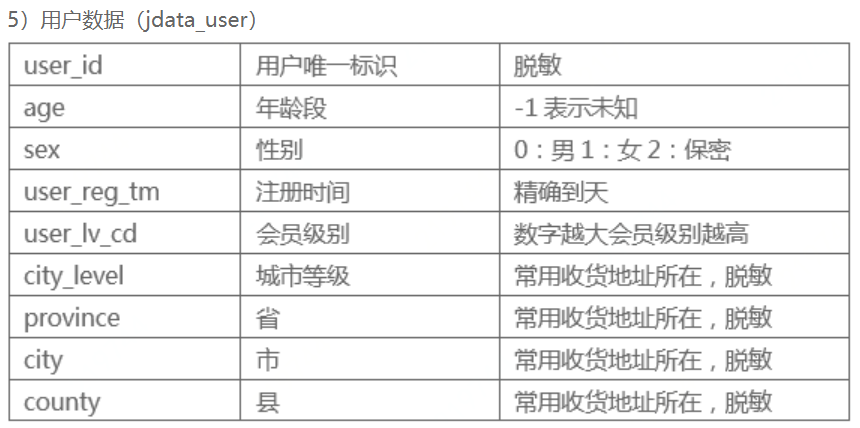 5）用户数据（jdata_user）
user_id 用户唯一标识 脱敏
age 年龄段 -1 表示未知
sex 性别 0：男 1：女 2：保密
user_reg_tm 注册时间 精确到天
user_lv_cd 会员级别 数字越大会员级别越高
city_level 城市等级 常用收货地址所在，脱敏
province 省 常用收货地址所在，脱敏
city 市 常用收货地址所在，脱敏
county 县 常用收货地址所在，脱敏